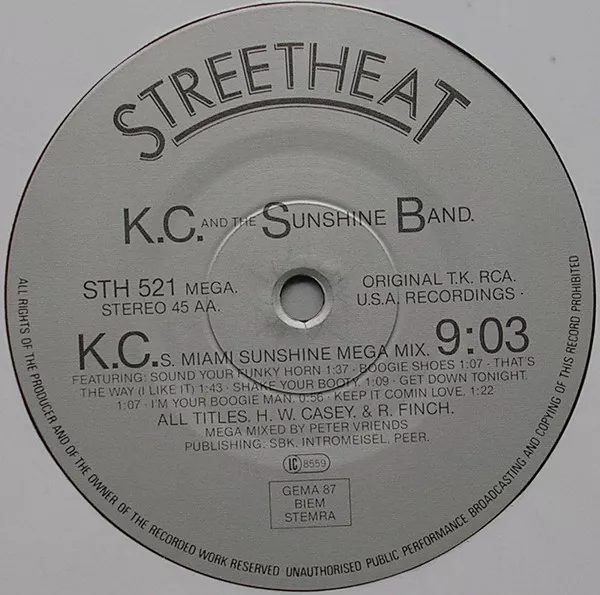 STREETHEAT
K.C. AND THE SUNSHINE BAND.
STH 521 MEGA.
STEREO 45 AA.
ORIGINAL T.K. RCA.
U.S.A. RECORDINGS ·
K.C.S. MIAMI SUNSHINE MEGA MIX. 9:03
FEATURING: SOUND YOUR FUNKY HORN 1:37 · BOOGIE SHOES 1:07 · THAT'S
THE WAY (I LIKE IT) 1:43 · SHAKE YOUR BOOTY. 1:09 · GET DOWN TONIGHT.
1:07 · I'M YOUR BOOGIE MAN. 0:56 · KEEP IT COMIN LOVE. 1:22
ALL TITLES. H. W. CASEY. & R. FINCH.
MEGA MIXED BY PETER VRIENDS
PUBLISHING. SBK. INTROMEISEL. PEER.
LC 8559
GEMA 87
BIEM
STEMRA
ALL RIGHTS OF THE PRODUCER AND OF THE OWNER OF THE RECORDED WORK RESERVED UNAUTHORISED PUBLIC PERFORMANCE BROADCASTING AND COPYING OF THIS RECORD PROHIBITED